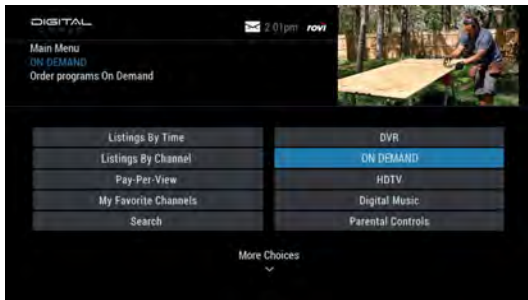 DIGITAL
2:01pm rovi
Main Menu
ON DEMAND
Order programs On Demand
Listings By Time
DVR
Listings By Channel
ON DEMAND
Pay-Per-View
HDTV
My Favorite Channels
Digital Music
Search
Parental Controls
More Choices